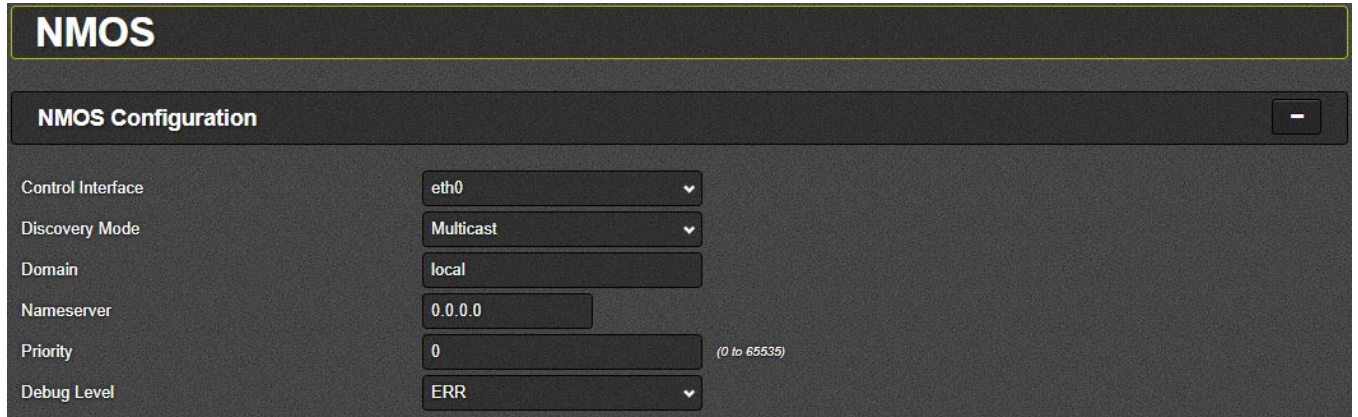 NMOS
NMOS Configuration
Control Interface eth0
Discovery Mode Multicast
Domain local
Nameserver 0.0.0.0
Priority 0 (0 to 65535)
Debug Level ERR